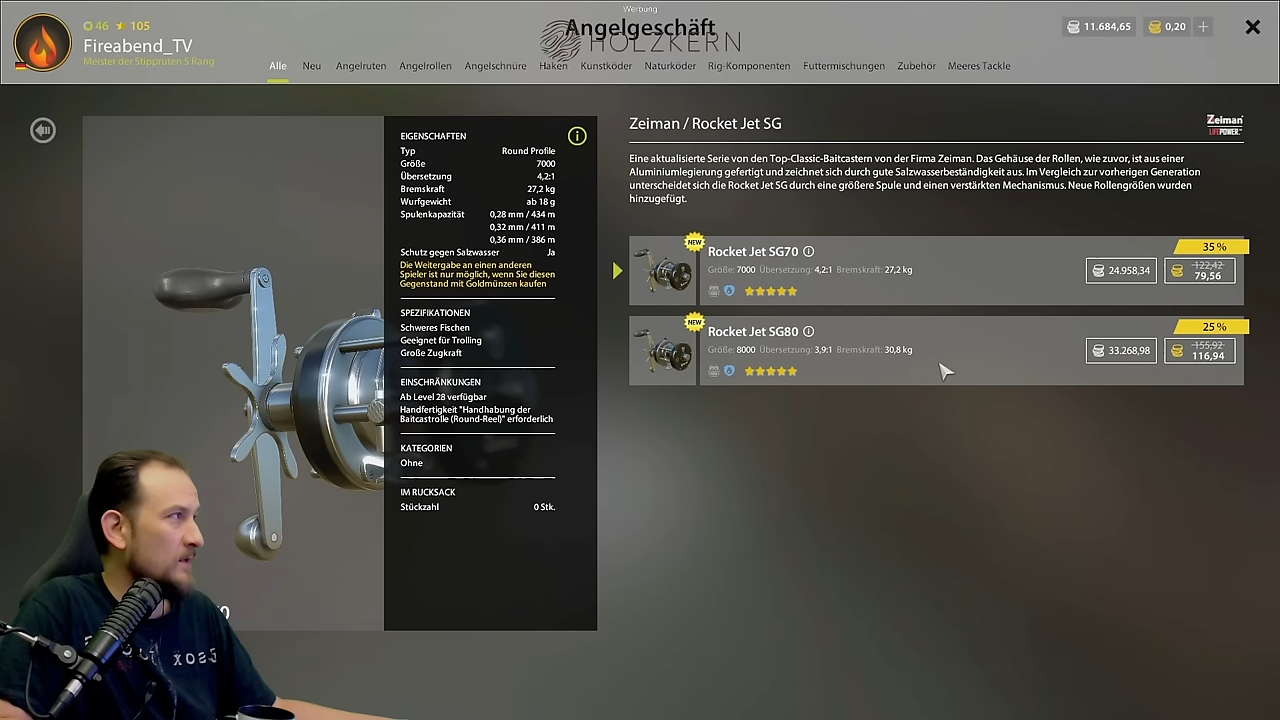 Werbung
Angelgeschäft
HOLZKERN
46 105
Fireabend_TV
Meister der Stippruten 5 Rang
11.684,65
0,20
Alle Neu Angelruten Angelrollen Angelschnüre Haken Kunstköder Naturköder Rig-Komponenten Futtermischungen Zubehör Meeres Tackle
EIGENSCHAFTEN
Typ Round Profile
Größe 7000
Übersetzung 4,2:1
Bremskraft 27,2 kg
Wurfgewicht ab 18 g
Spulenkapazität 0,28 mm / 434 m
0,32 mm / 411 m
0,36 mm / 386 m
Schutz gegen Salzwasser Ja
Die Weitergabe an einen anderen
Spieler ist nur möglich, wenn Sie diesen
Gegenstand mit Goldmünzen kaufen
SPEZIFIKATIONEN
Schweres Fischen
Geeignet für Trolling
Große Zugkraft
EINSCHRÄNKUNGEN
Ab Level 28 verfügbar
Handfertigkeit "Handhabung der
Baitcastrolle (Round-Reel)" erforderlich
KATEGORIEN
Ohne
IM RUCKSACK
Stückzahl 0 Stk.
Zeiman / Rocket Jet SG
Zeiman
LIFEPOWER
Eine aktualisierte Serie von den Top-Classic-Baitcastern von der Firma Zeiman. Das Gehäuse der Rollen, wie zuvor, ist aus einer
Aluminiumlegierung gefertigt und zeichnet sich durch gute Salzwasserbeständigkeit aus. Im Vergleich zur vorherigen Generation
unterscheidet sich die Rocket Jet SG durch eine größere Spule und einen verstärkten Mechanismus. Neue Rollengrößen wurden
hinzugefügt.
NEW
Rocket Jet SG70
35 %
Größe: 7000 Übersetzung: 4,2:1 Bremskraft: 27,2 kg
24.958,34
122,42
79,56
NEW
Rocket Jet SG80
25 %
Größe: 8000 Übersetzung: 3,9:1 Bremskraft: 30,8 kg
33.268,98
155,92
116,94